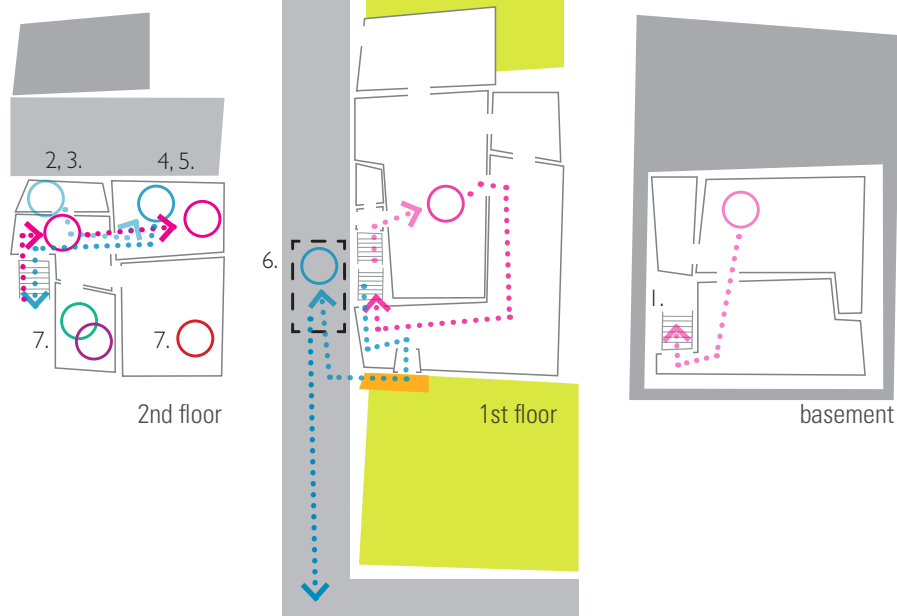 2, 3.
4, 5.
6.
7.
7.
1.
2nd floor
1st floor
basement